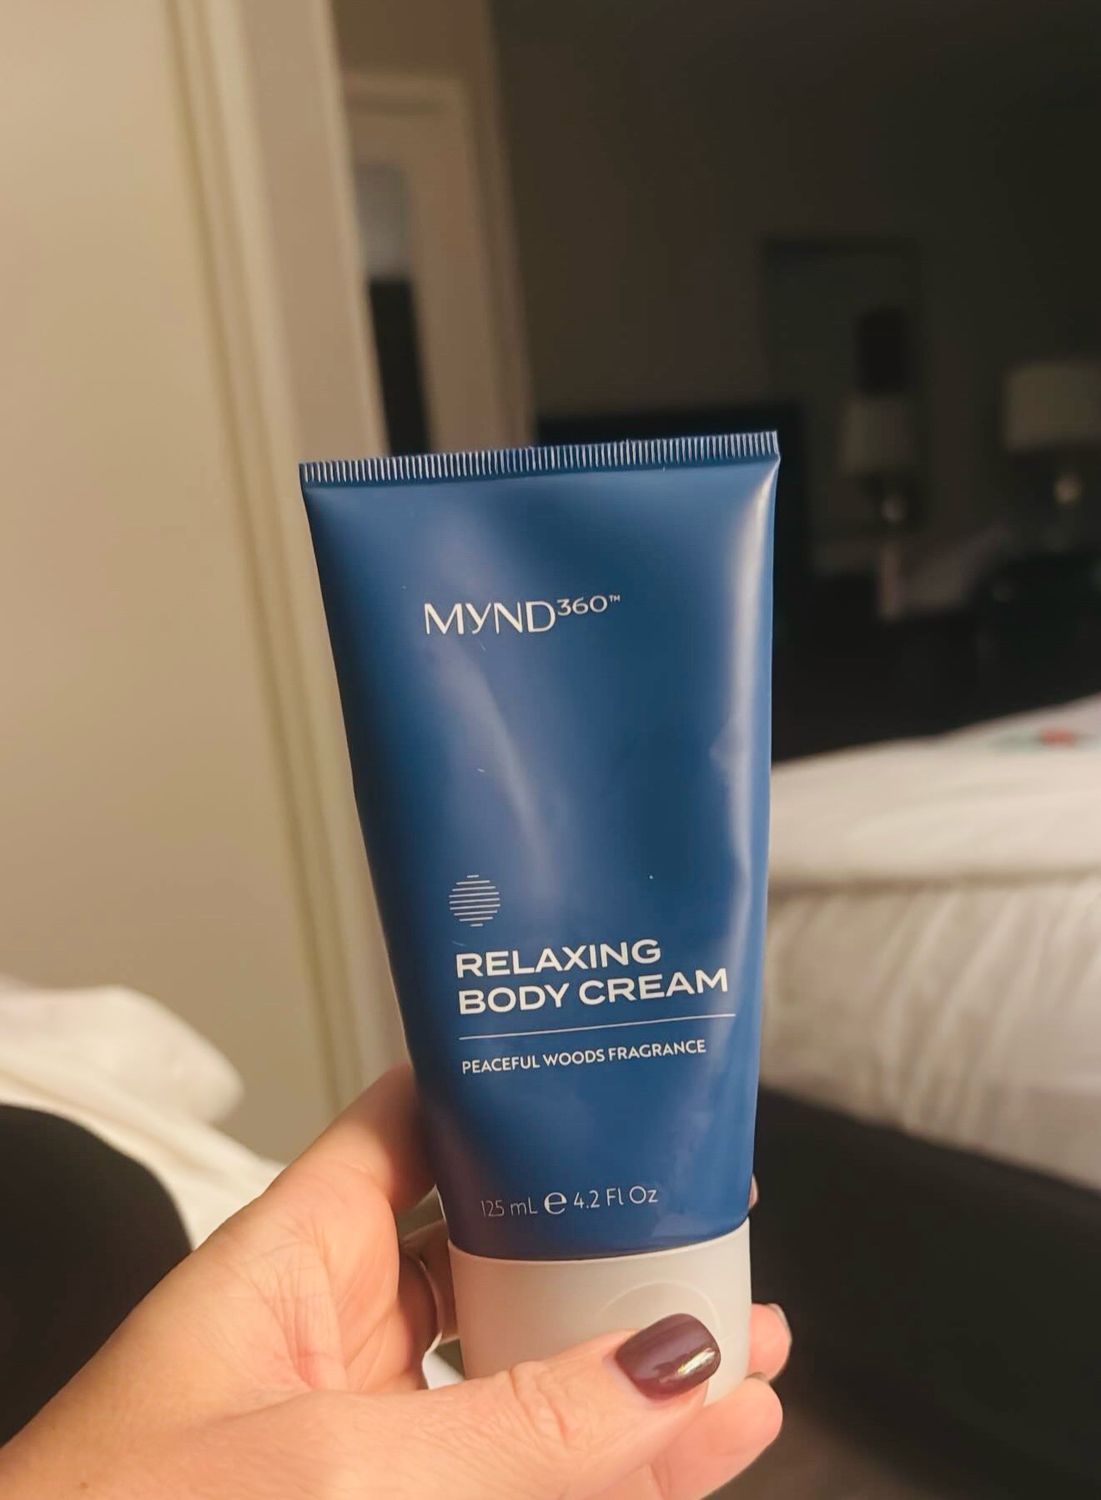 MYND360™
RELAXING
BODY CREAM
PEACEFUL WOODS FRAGRANCE
125 mL ℮ 4.2 Fl Oz